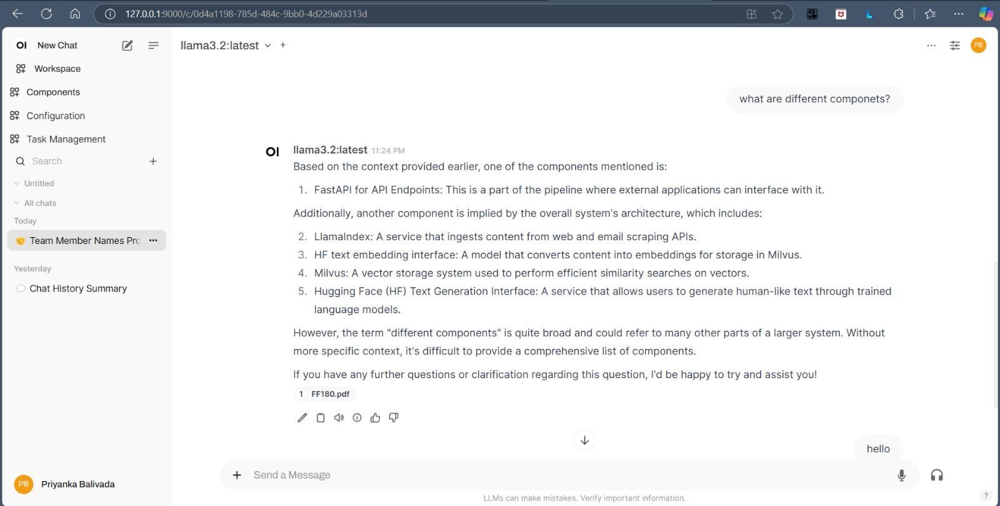 127.0.0.1:9000/c/0d4a1198-785d-484c-9bb0-4d229a03313d
OI New Chat
Workspace
Components
Configuration
Task Management
Search
Untitled
All chats
Today
Team Member Names Pro
Yesterday
Chat History Summary
PB Priyanka Balivada
llama3.2:latest
PB
what are different componets?
OI llama3.2:latest 11:24 PM
Based on the context provided earlier, one of the components mentioned is:
1. FastAPI for API Endpoints: This is a part of the pipeline where external applications can interface with it.
Additionally, another component is implied by the overall system's architecture, which includes:
2. LlamaIndex: A service that ingests content from web and email scraping APIs.
3. HF text embedding interface: A model that converts content into embeddings for storage in Milvus.
4. Milvus: A vector storage system used to perform efficient similarity searches on vectors.
5. Hugging Face (HF) Text Generation Interface: A service that allows users to generate human-like text through trained
language models.
However, the term "different components" is quite broad and could refer to many other parts of a larger system. Without
more specific context, it's difficult to provide a comprehensive list of components.
If you have any further questions or clarification regarding this question, I'd be happy to try and assist you!
1 FF180.pdf
hello
Send a Message
LLMs can make mistakes. Verify important information.
?